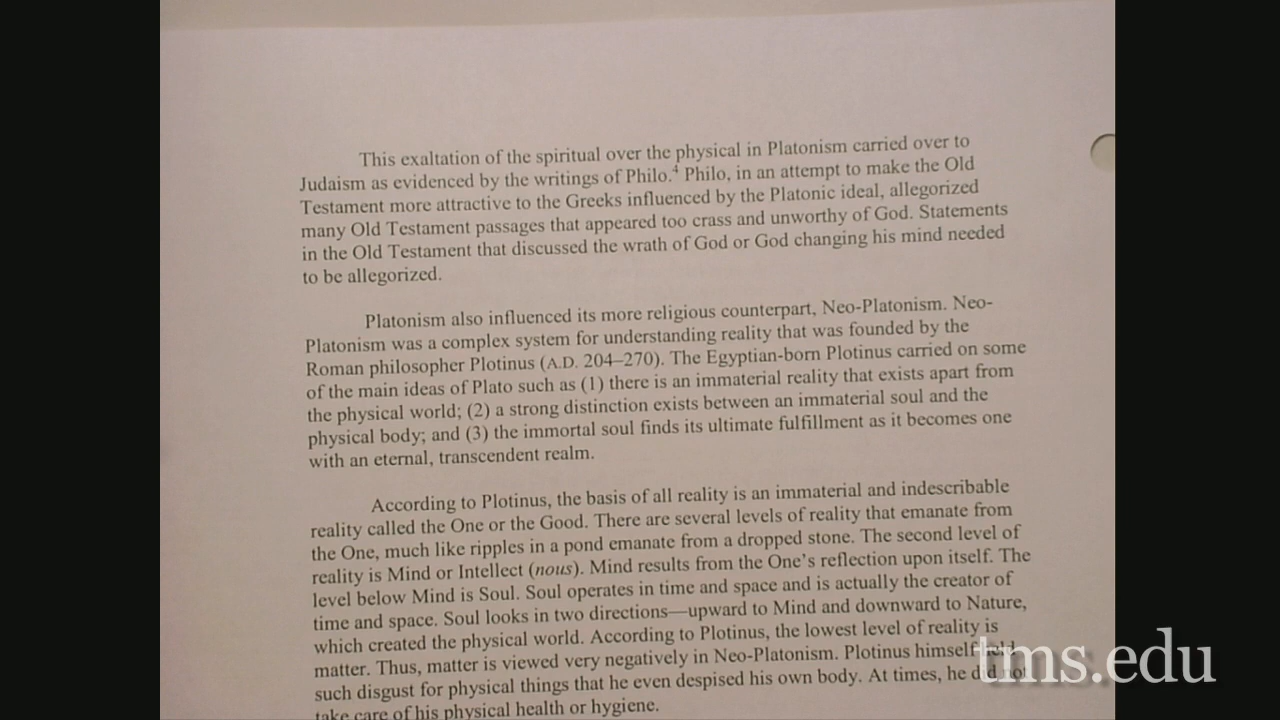 This exaltation of the spiritual over the physical in Platonism carried over to
Judaism as evidenced by the writings of Philo.⁴ Philo, in an attempt to make the Old
Testament more attractive to the Greeks influenced by the Platonic ideal, allegorized
many Old Testament passages that appeared too crass and unworthy of God. Statements
in the Old Testament that discussed the wrath of God or God changing his mind needed
to be allegorized.
Platonism also influenced its more religious counterpart, Neo-Platonism. Neo-
Platonism was a complex system for understanding reality that was founded by the
Roman philosopher Plotinus (A.D. 204–270). The Egyptian-born Plotinus carried on some
of the main ideas of Plato such as (1) there is an immaterial reality that exists apart from
the physical world; (2) a strong distinction exists between an immaterial soul and the
physical body; and (3) the immortal soul finds its ultimate fulfillment as it becomes one
with an eternal, transcendent realm.
According to Plotinus, the basis of all reality is an immaterial and indescribable
reality called the One or the Good. There are several levels of reality that emanate from
the One, much like ripples in a pond emanate from a dropped stone. The second level of
reality is Mind or Intellect (nous). Mind results from the One's reflection upon itself. The
level below Mind is Soul. Soul operates in time and space and is actually the creator of
time and space. Soul looks in two directions—upward to Mind and downward to Nature,
which created the physical world. According to Plotinus, the lowest level of reality is
matter. Thus, matter is viewed very negatively in Neo-Platonism. Plotinus himself
such disgust for physical things that he even despised his own body. At times, he did not
take care of his physical health or hygiene.
tms.edu